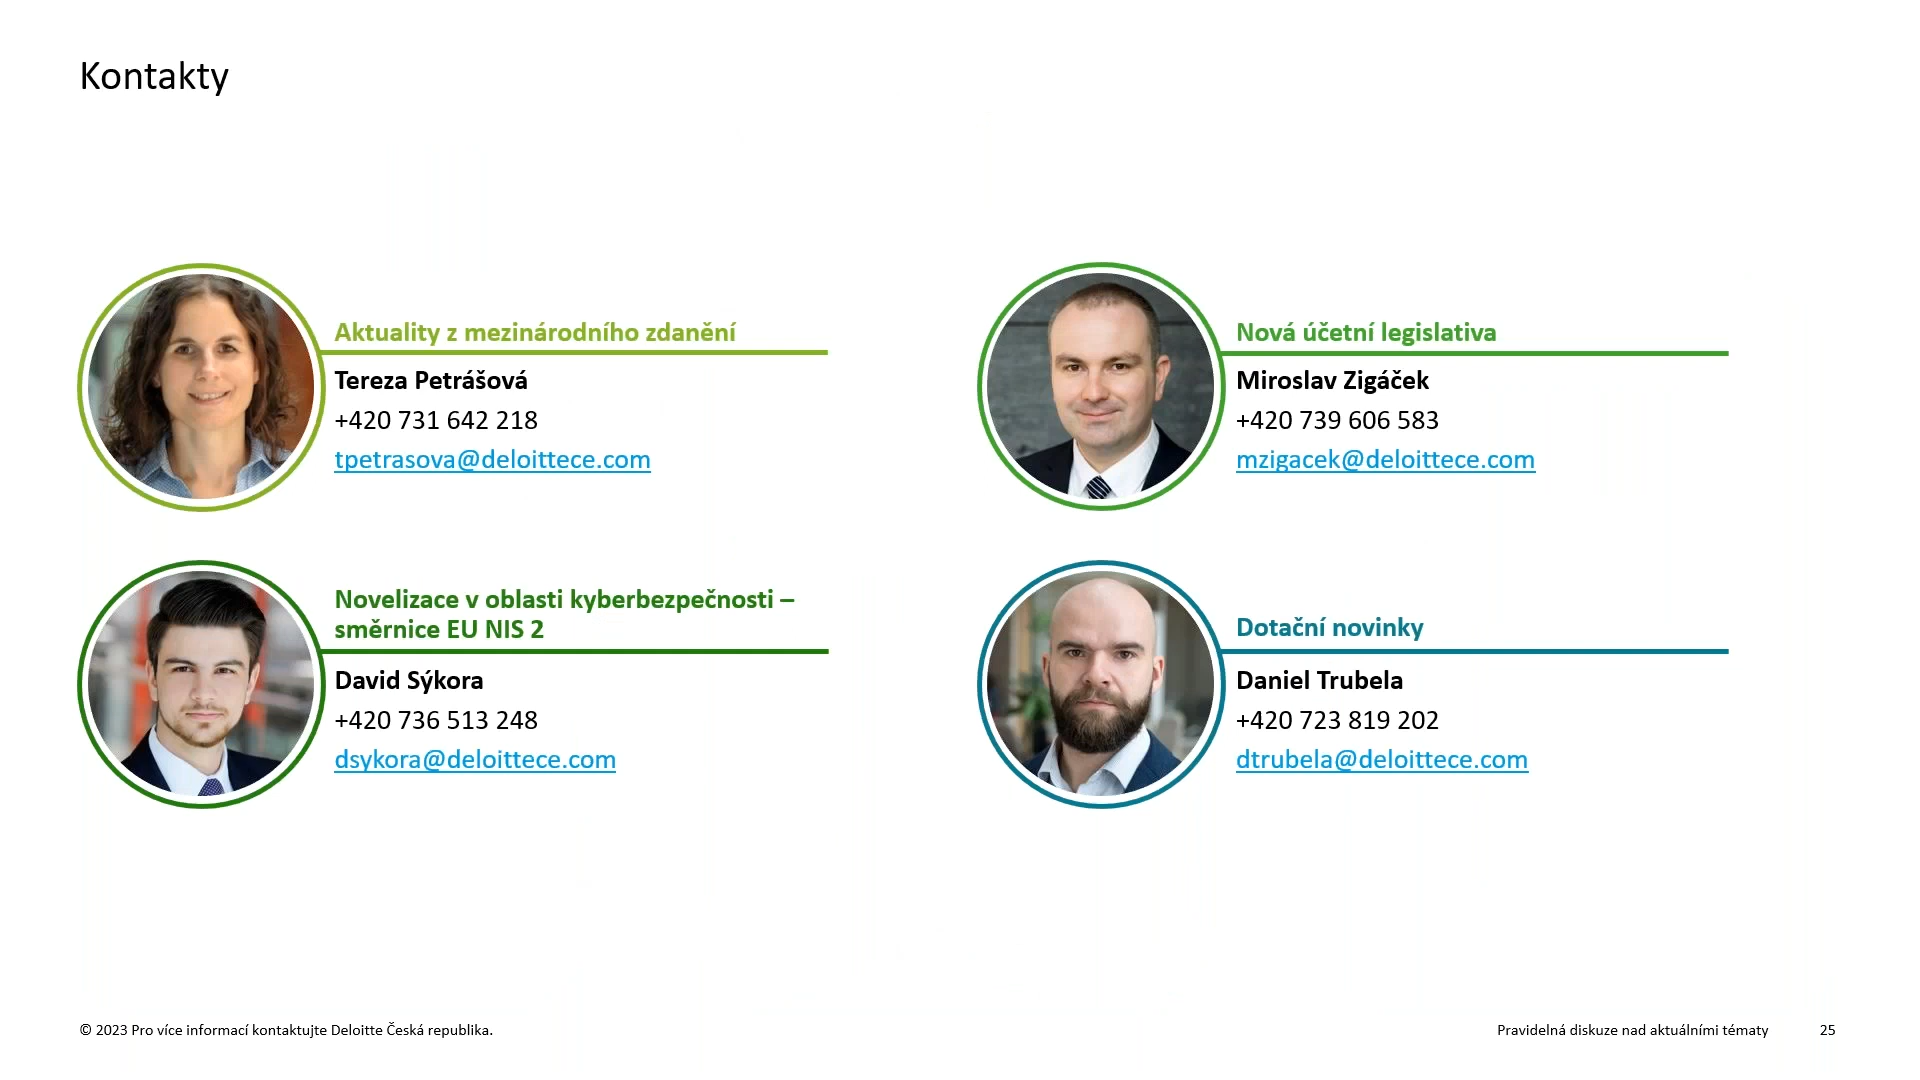 Kontakty
Aktuality z mezinárodního zdanění
Tereza Petrášová
+420 731 642 218
tpetrasova@deloittece.com
Nová účetní legislativa
Miroslav Zigáček
+420 739 606 583
mzigacek@deloittece.com
Novelizace v oblasti kyberbezpečnosti –
směrnice EU NIS 2
David Sýkora
+420 736 513 248
dsykora@deloittece.com
Dotační novinky
Daniel Trubela
+420 723 819 202
dtrubela@deloittece.com
© 2023 Pro více informací kontaktujte Deloitte Česká republika.
Pravidelná diskuze nad aktuálními tématy 25